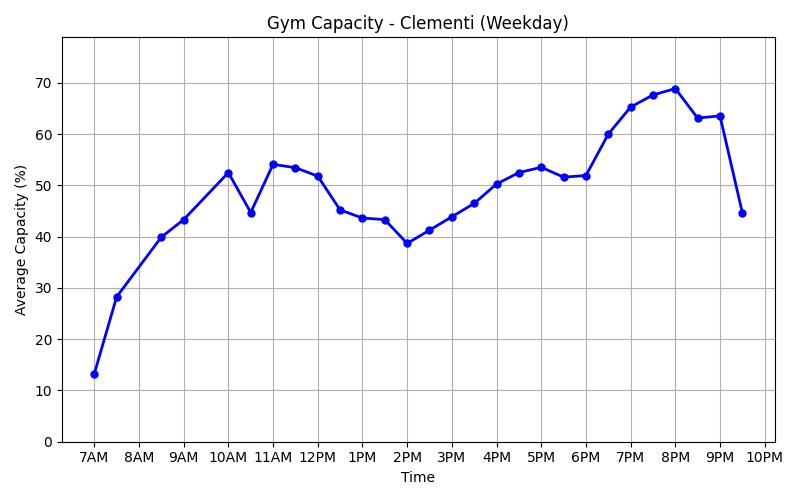 Gym Capacity - Clementi (Weekday)
Average Capacity (%)
70
60
50
40
30
20
10
0
7AM 8AM 9AM 10AM 11AM 12PM 1PM 2PM 3PM 4PM 5PM 6PM 7PM 8PM 9PM 10PM
Time